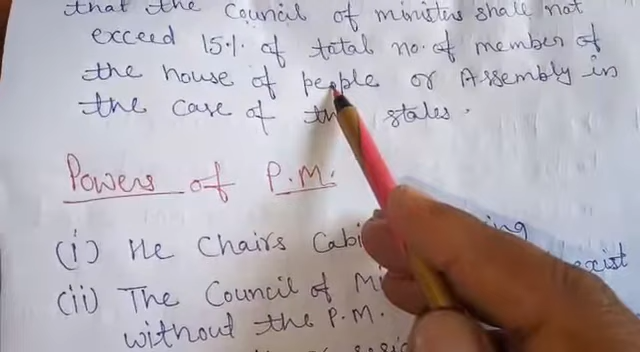 that the Council of ministers shall not
exceed 15%. of total no. of member of
the house of people or Assembly in
the case of states.
Powers of P.M.
(i) He Chairs
(ii) The Council of exist
without the P.M.